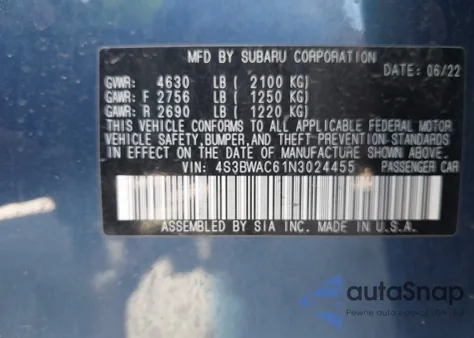 MFD BY SUBARU CORPORATION
DATE: 06/22
GVWR: 4630 LB ( 2100 KG)
GAWR: F 2756 LB ( 1250 KG)
GAWR: R 2690 LB ( 1220 KG)
THIS VEHICLE CONFORMS TO ALL APPLICABLE FEDERAL MOTOR
VEHICLE SAFETY, BUMPER, AND THEFT-PREVENTION STANDARDS
IN EFFECT ON THE DATE OF MANUFACTURE SHOWN ABOVE.
VIN: 4S3BWAC61N3024455 PASSENGER CAR
ASSEMBLED BY SIA INC. MADE IN U.S.A.
autoSnap
Pewne auto z